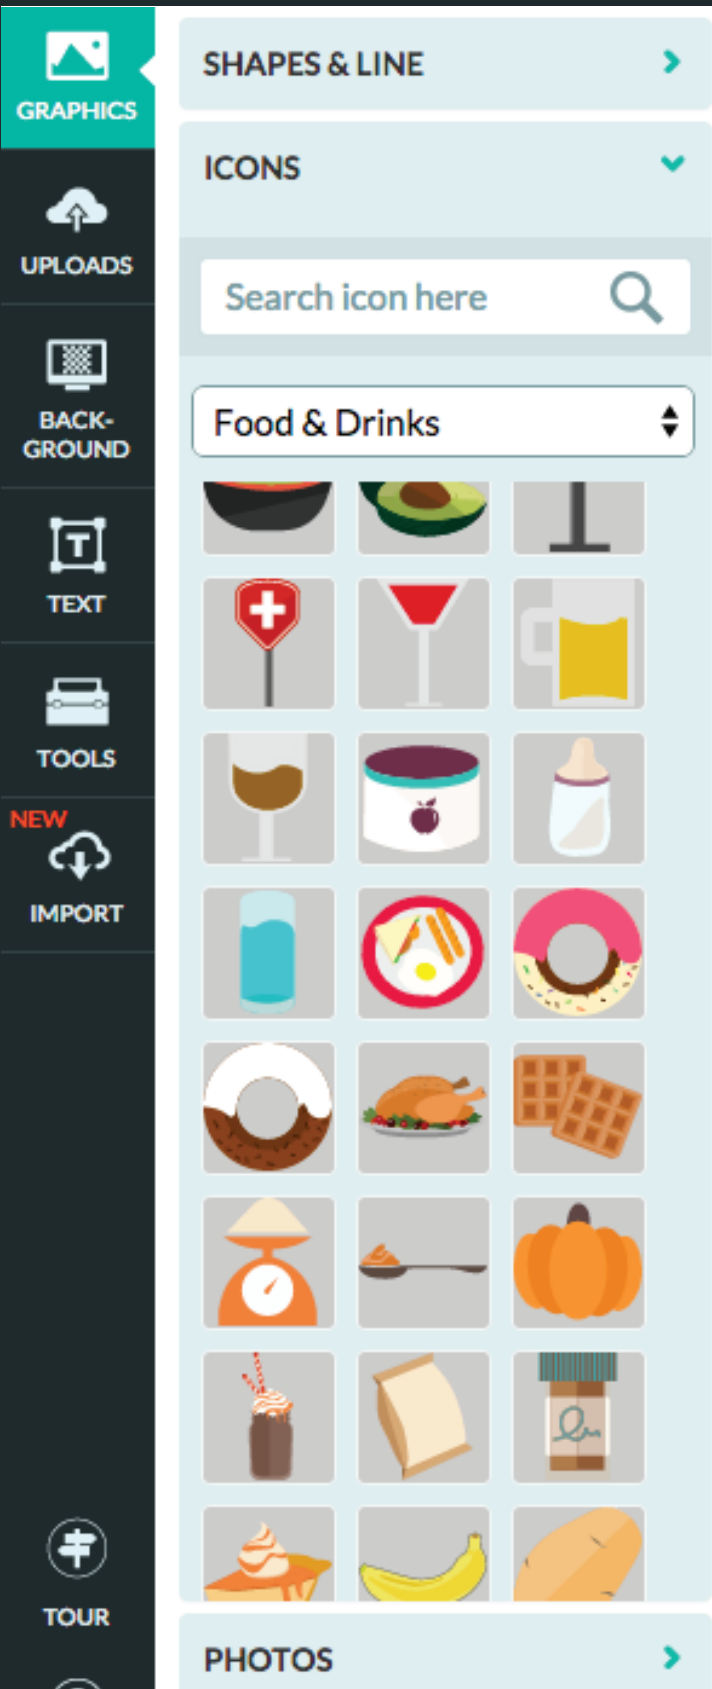 GRAPHICS
UPLOADS
BACK-
GROUND
TEXT
TOOLS
NEW
IMPORT
TOUR
SHAPES & LINE
ICONS
Search icon here
Food & Drinks
PHOTOS